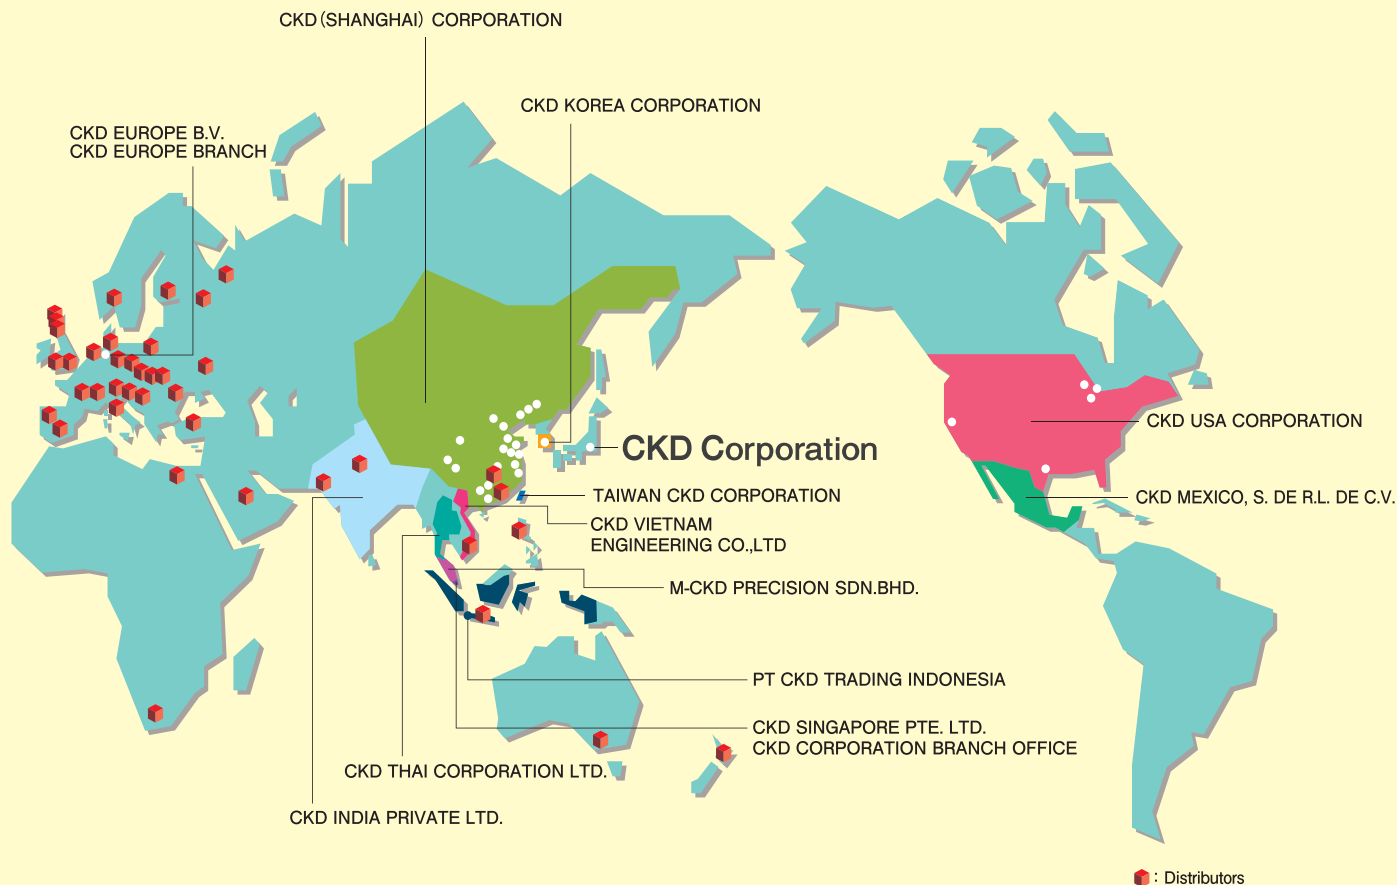 CKD(SHANGHAI) CORPORATION
CKD KOREA CORPORATION
CKD EUROPE B.V.
CKD EUROPE BRANCH
CKD USA CORPORATION
CKD Corporation
TAIWAN CKD CORPORATION
CKD MEXICO, S. DE R.L. DE C.V.
CKD VIETNAM
ENGINEERING CO.,LTD
M-CKD PRECISION SDN.BHD.
PT CKD TRADING INDONESIA
CKD SINGAPORE PTE. LTD.
CKD CORPORATION BRANCH OFFICE
CKD THAI CORPORATION LTD.
CKD INDIA PRIVATE LTD.
: Distributors